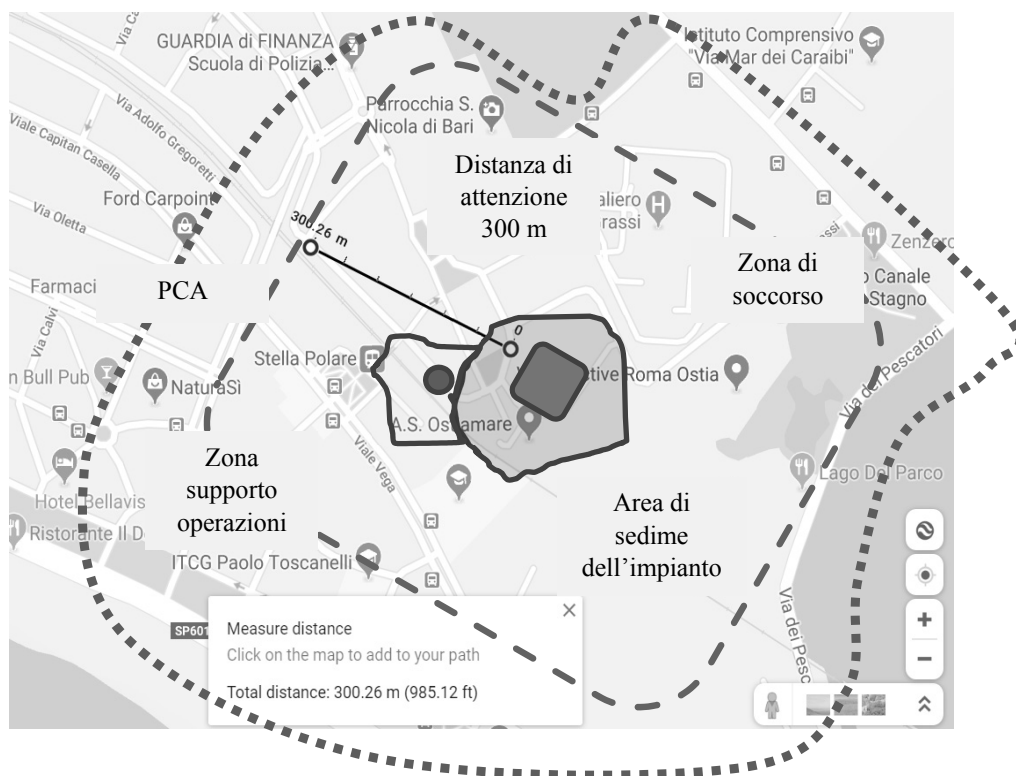 GUARDIA di FINANZA
Scuola di Polizia...
Istituto Comprensivo
"Via Mar dei Caraibi"
Via Adolfo Gregoretti
Viale Capitan Casella
Parrocchia S.
Nicola di Bari
Distanza di
attenzione
300 m
Ford Carpoint
Via Oletta
300.26 m
Zenzero
Zona di
soccorso
Canale
Stagno
PCA
Farmaci
Via Calvi
0
Stella Polare
n Bull Pub
NaturaSì
ctive Roma Ostia
Via dei Pescatori
A.S. Ostiamare
Viale Vega
Zona
supporto
operazioni
Hotel Bellavis
Lago Del Parco
Ristorante Il D
Area di
sedime
dell’impianto
ITCG Paolo Toscanelli
Via dei Pesc
SP601
Measure distance
Click on the map to add to your path
Total distance: 300.26 m (985.12 ft)